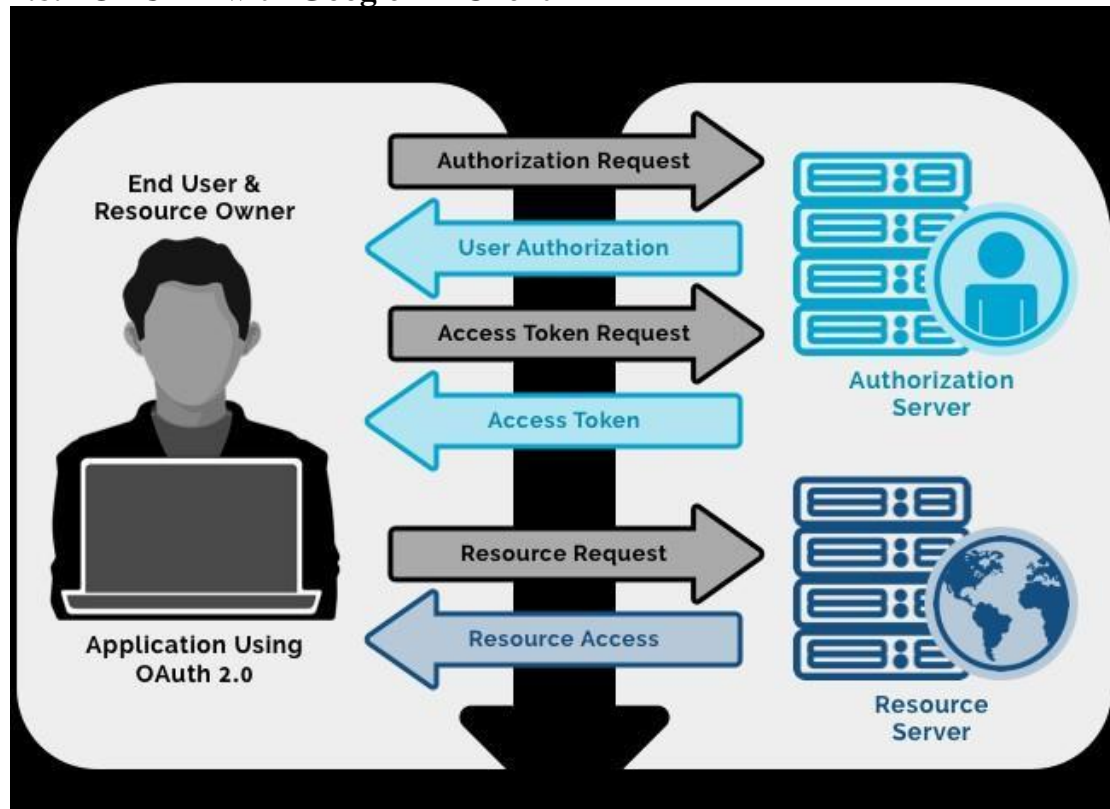 End User &
Resource Owner
Application Using
OAuth 2.0
Authorization Request
User Authorization
Access Token Request
Access Token
Resource Request
Resource Access
Authorization
Server
Resource
Server